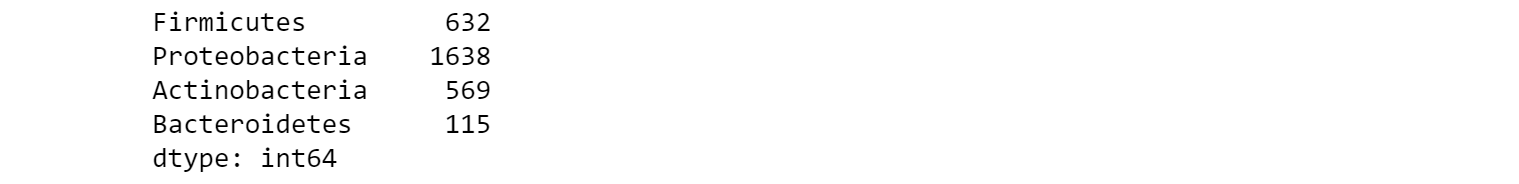 Firmicutes         632
Proteobacteria    1638
Actinobacteria     569
Bacteroidetes      115
dtype: int64